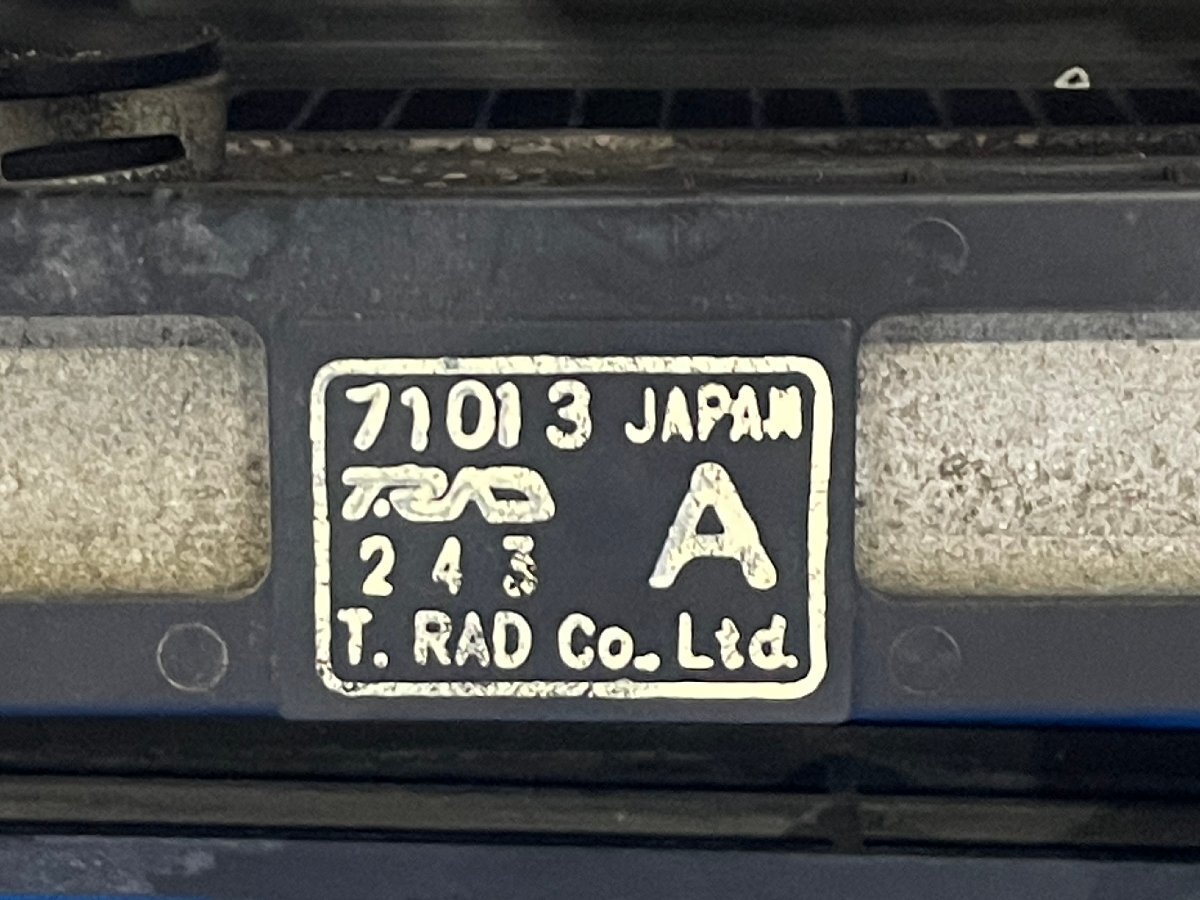 71013 JAPAN
T.RAD
A
243
T. RAD Co., Ltd.